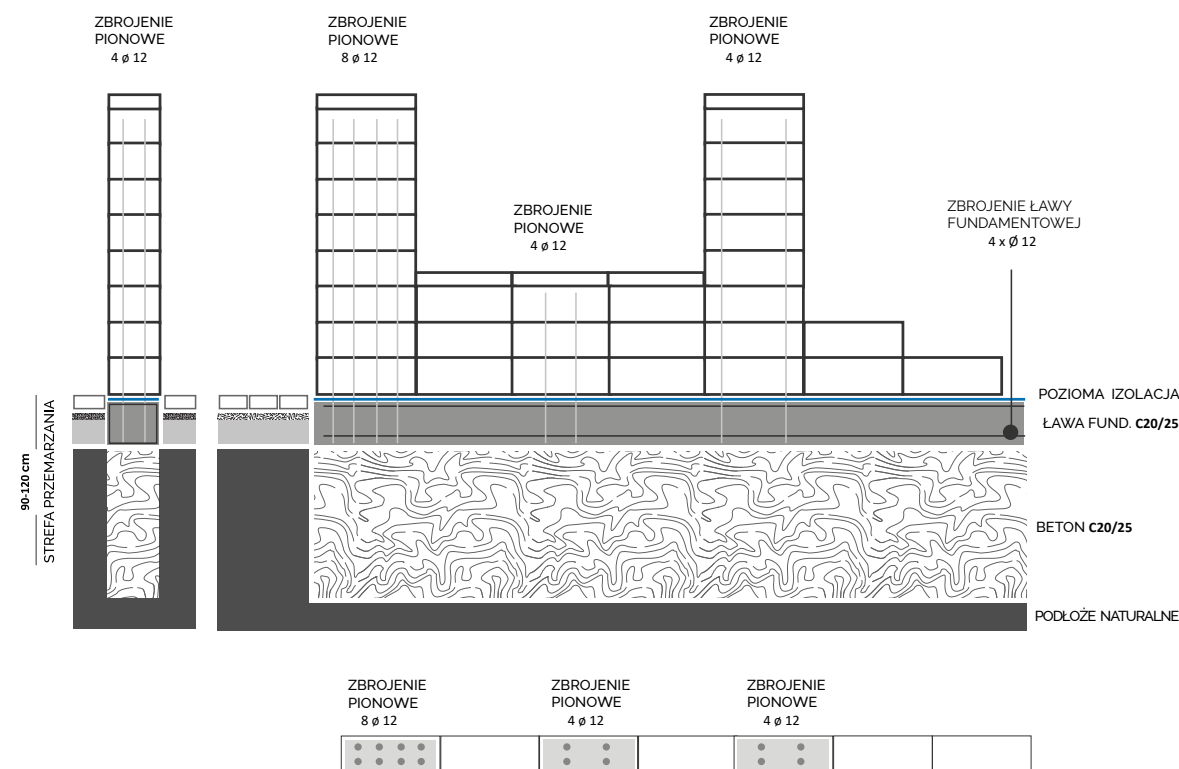 ZBROJENIE
PIONOWE
4 ø 12
ZBROJENIE
PIONOWE
8 ø 12
ZBROJENIE
PIONOWE
4 ø 12
ZBROJENIE
PIONOWE
4 ø 12
ZBROJENIE ŁAWY
FUNDAMENTOWEJ
4 x Ø 12
POZIOMA IZOLACJA
ŁAWA FUND. C20/25
90-120 cm
STREFA PRZEMARZANIA
BETON C20/25
PODŁOŻE NATURALNE
ZBROJENIE
PIONOWE
8 ø 12
ZBROJENIE
PIONOWE
4 ø 12
ZBROJENIE
PIONOWE
4 ø 12